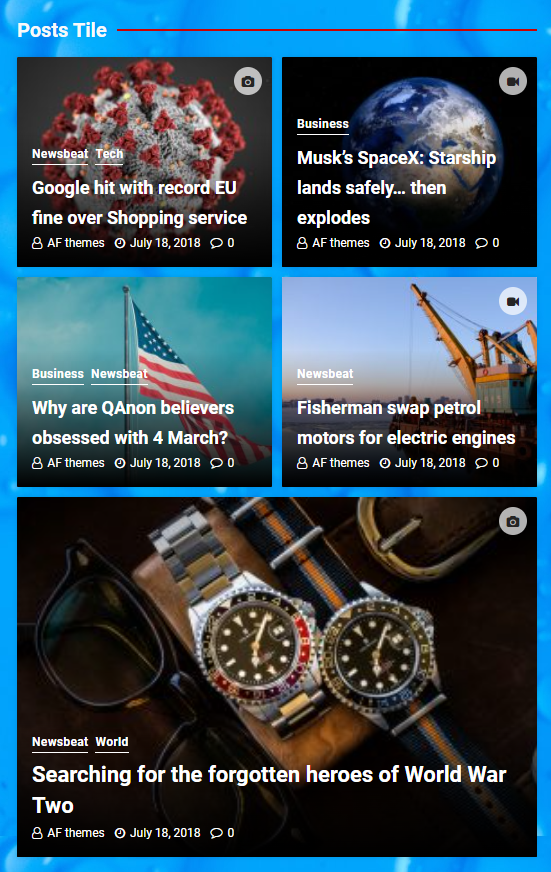 Posts Tile
Newsbeat Tech
Google hit with record EU
fine over Shopping service
AF themes July 18, 2018 0
Business
Musk’s SpaceX: Starship
lands safely… then
explodes
AF themes July 18, 2018 0
Business Newsbeat
Why are QAnon believers
obsessed with 4 March?
AF themes July 18, 2018 0
Newsbeat
Fisherman swap petrol
motors for electric engines
AF themes July 18, 2018 0
Newsbeat World
Searching for the forgotten heroes of World War
Two
AF themes July 18, 2018 0